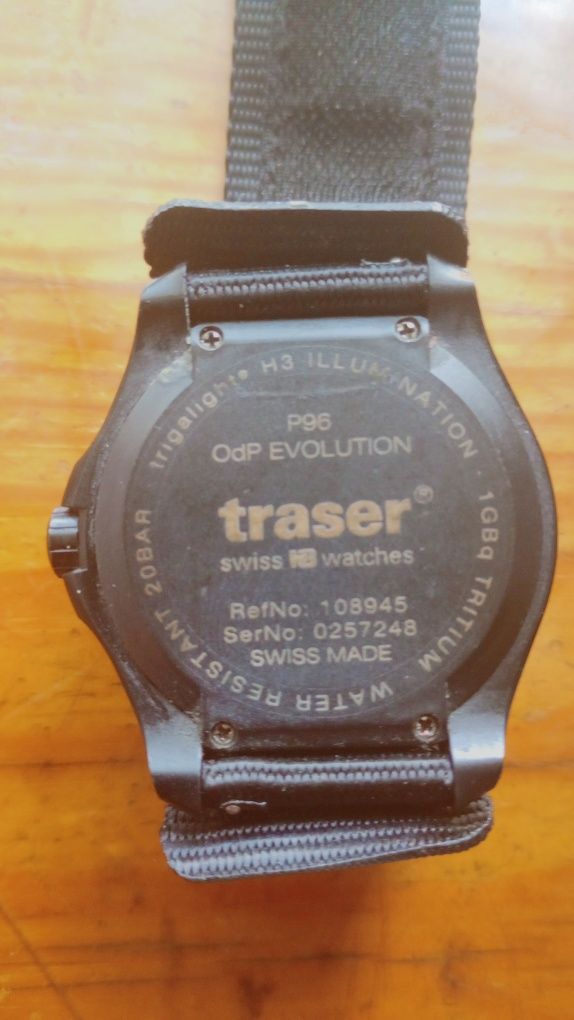 trigalight® H3 ILLUMINATION · 1GBq TRITIUM · WATER RESISTANT 20BAR
P96
OdP EVOLUTION
traser®
swiss H3 watches
RefNo: 108945
SerNo: 0257248
SWISS MADE